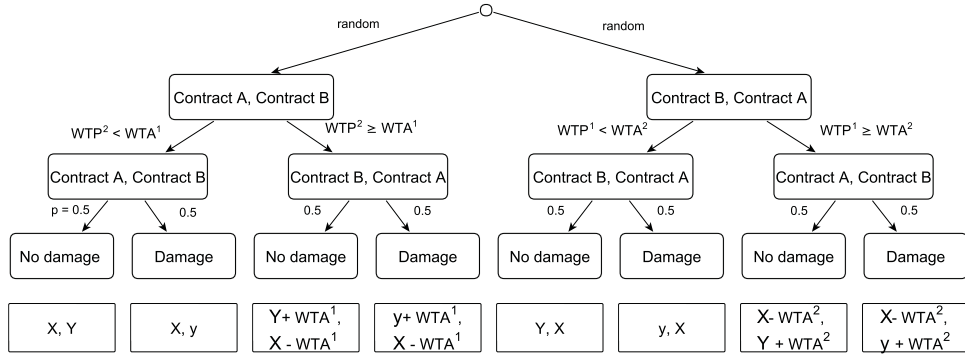 random
random
Contract A, Contract B
Contract B, Contract A
WTP² < WTA¹
WTP² ≥ WTA¹
WTP¹ < WTA²
WTP¹ ≥ WTA²
Contract A, Contract B
Contract B, Contract A
Contract B, Contract A
Contract A, Contract B
p = 0.5
0.5
0.5
0.5
0.5
0.5
0.5
0.5
No damage
Damage
No damage
Damage
No damage
Damage
No damage
Damage
X, Y
X, y
Y+ WTA¹,
X - WTA¹
y+ WTA¹,
X - WTA¹
Y, X
y, X
X- WTA²,
Y + WTA²
X- WTA²,
y + WTA²